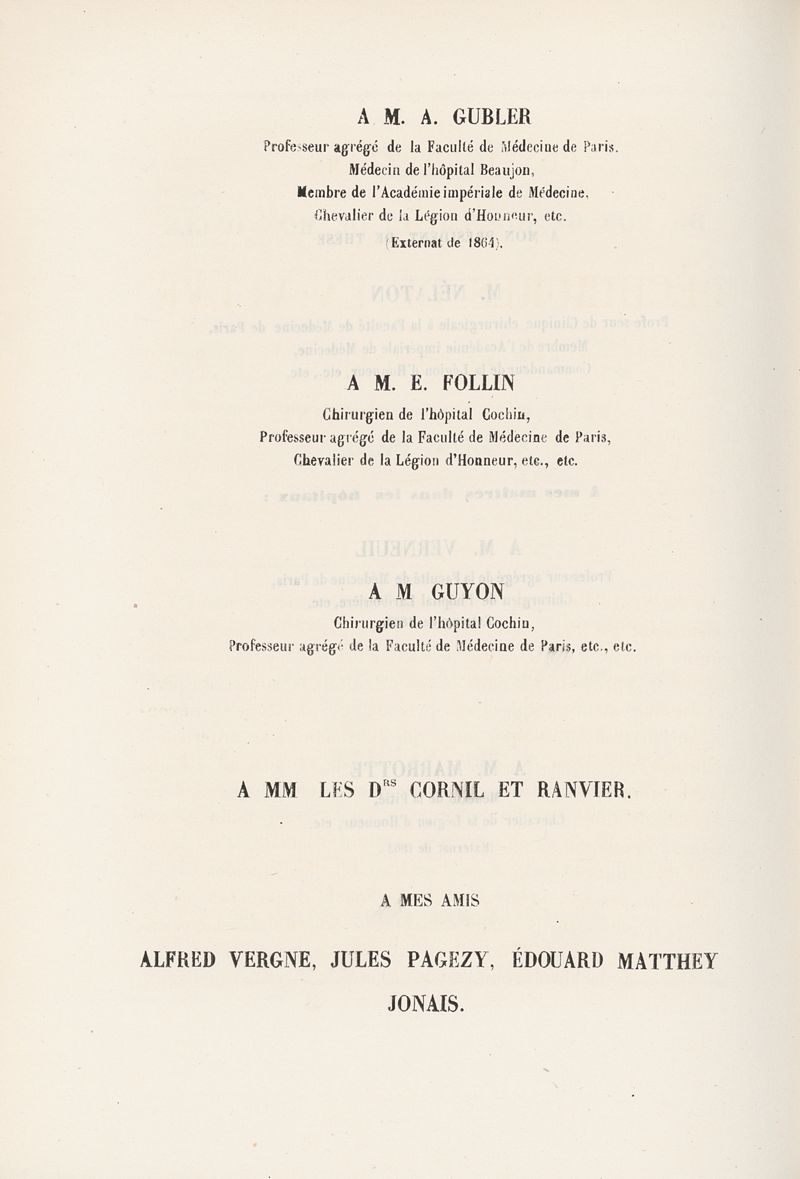 A M. A. GUBLER
Professeur agrégé de la Faculté de Médecine de Paris,
Médecin de l'hôpital Beaujon,
Membre de l'Académie impériale de Médecine,
Chevalier de la Légion d'Honneur, etc.
(Externat de 1864).
A M. E. FOLLIN
Chirurgien de l'hôpital Cochin,
Professeur agrégé de la Faculté de Médecine de Paris,
Chevalier de la Légion d'Honneur, etc., etc.
A M GUYON
Chirurgien de l'hôpital Cochin,
Professeur agrégé de la Faculté de Médecine de Paris, etc., etc.
A MM LES DRS CORNIL ET RANVIER.
A MES AMIS
ALFRED VERGNE, JULES PAGEZY, ÉDOUARD MATTHEY
JONAIS.